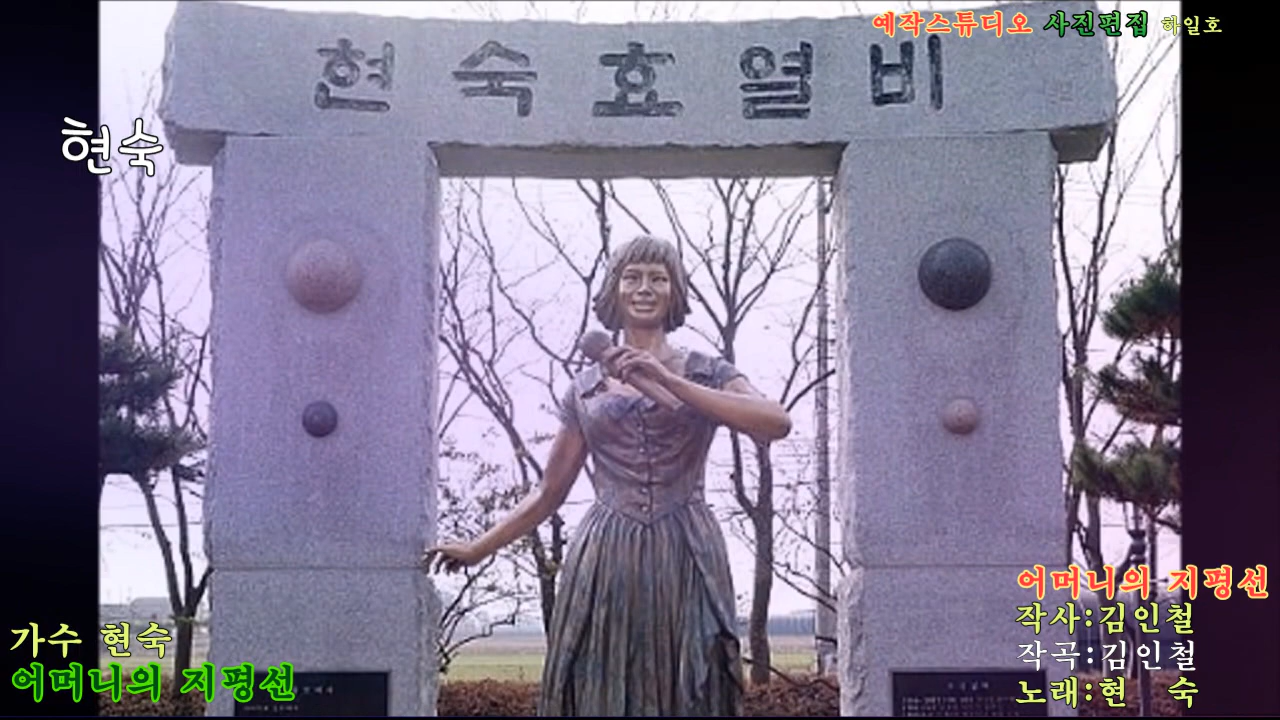 예작스튜디오 사진편집 하일호
현숙효열비
현숙
어머니의 지평선
작사:김인철
작곡:김인철
노래:현 숙
가수 현숙
어머니의 지평선